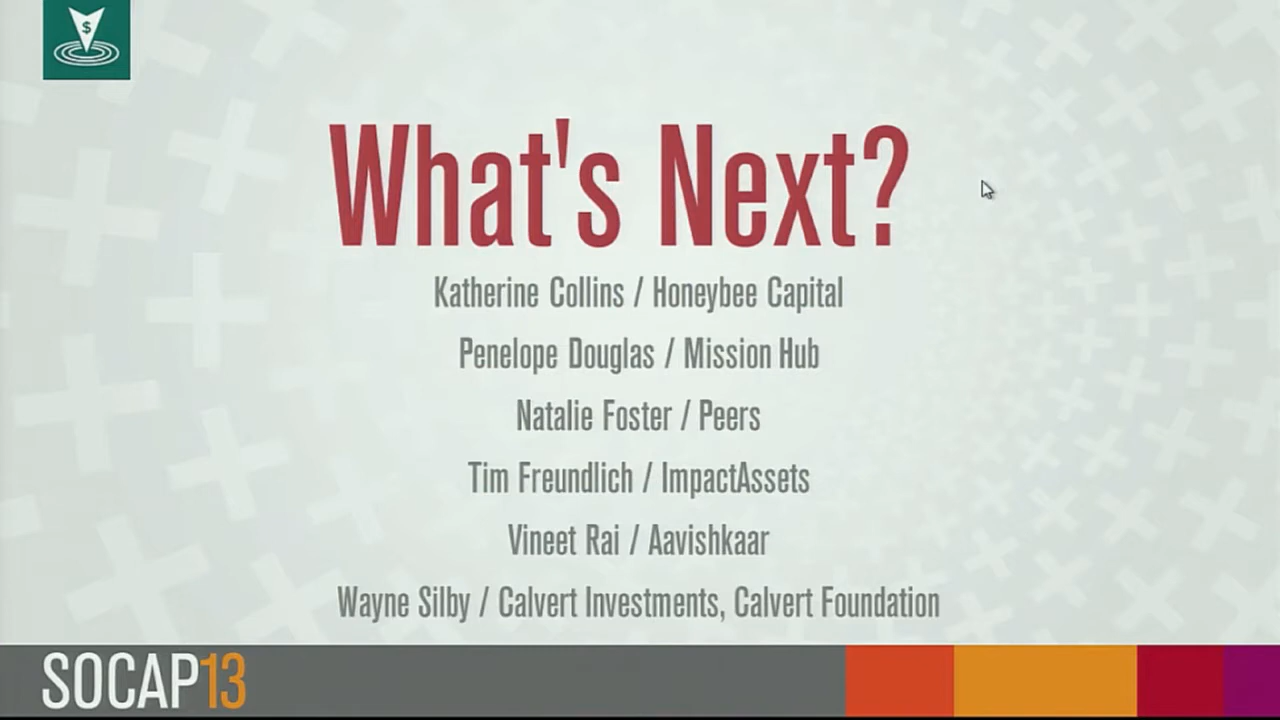 $
What's Next?
Katherine Collins / Honeybee Capital
Penelope Douglas / Mission Hub
Natalie Foster / Peers
Tim Freundlich / ImpactAssets
Vineet Rai / Aavishkaar
Wayne Silby / Calvert Investments, Calvert Foundation
SOCAP13